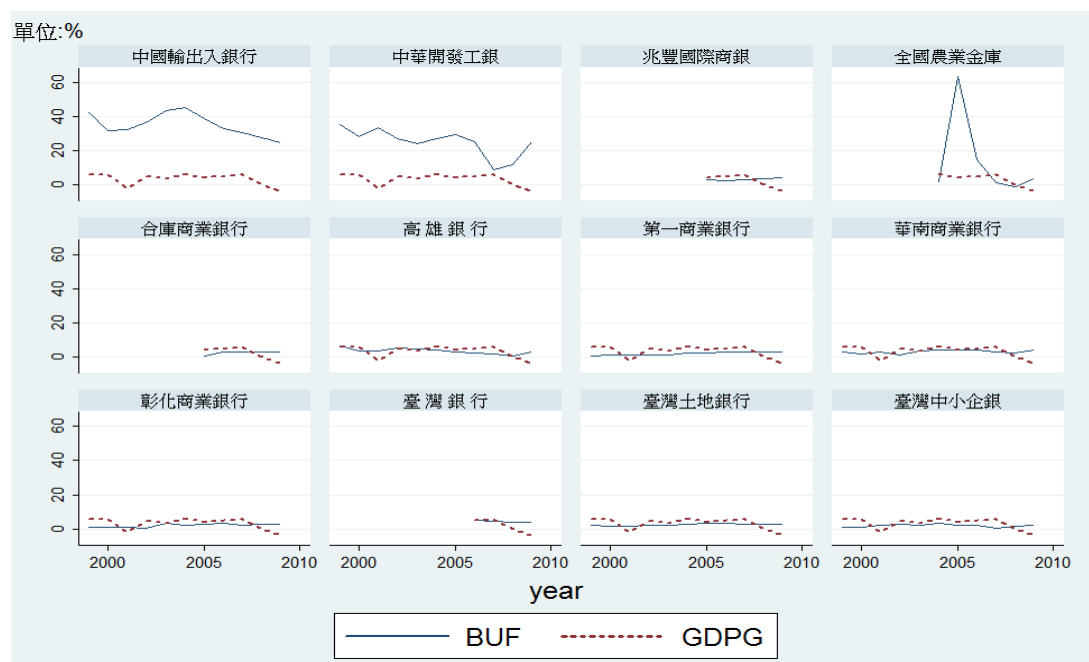 單位:%
中國輸出入銀行 中華開發工銀 兆豐國際商銀 全國農業金庫
60
40
20
0
合庫商業銀行 高 雄 銀 行 第一商業銀行 華南商業銀行
60
40
20
0
彰化商業銀行 臺 灣 銀 行 臺灣土地銀行 臺灣中小企銀
60
40
20
0
2000 2005 2010 2000 2005 2010 2000 2005 2010 2000 2005 2010
year
BUF GDPG